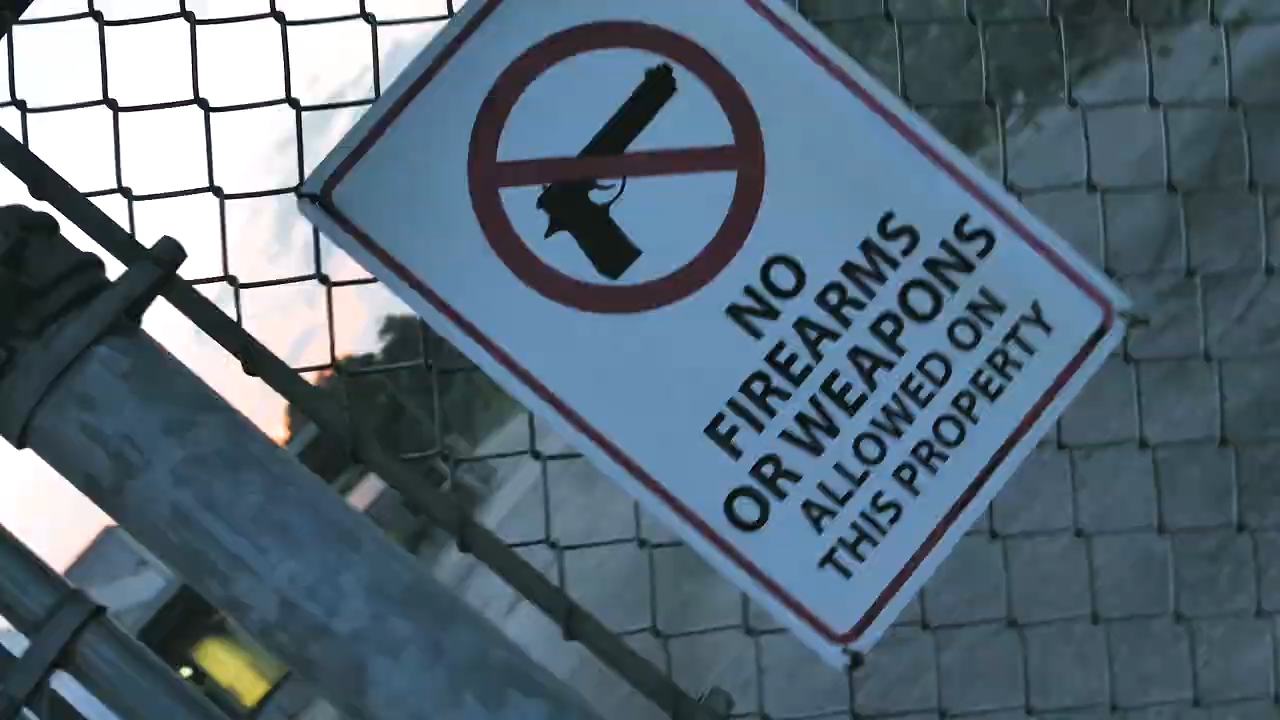 NO
FIREARMS
OR WEAPONS
ALLOWED ON
THIS PROPERTY